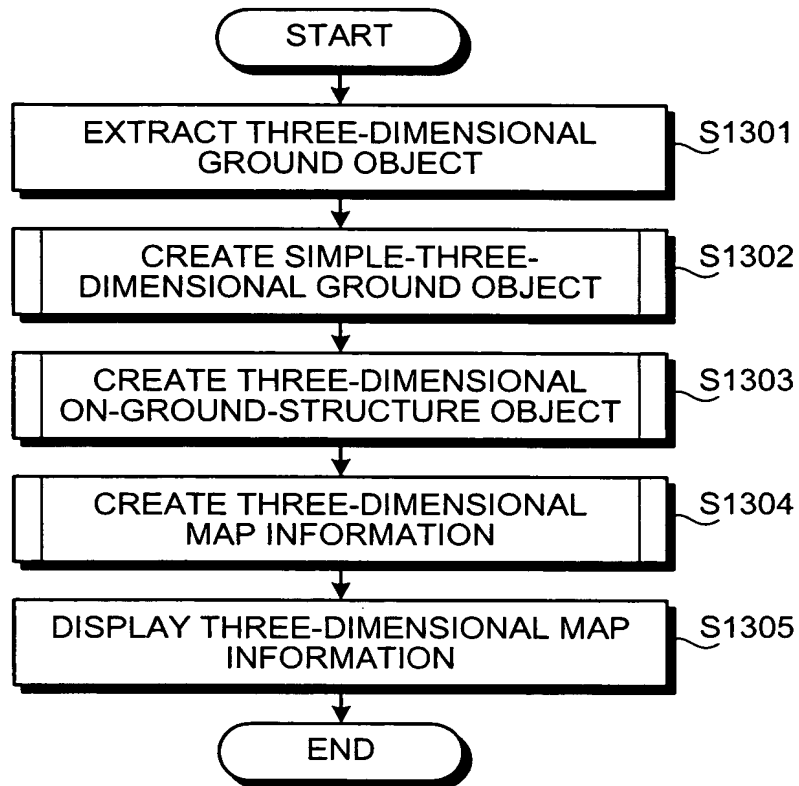 START
EXTRACT THREE-DIMENSIONAL
GROUND OBJECT
S1301
CREATE SIMPLE-THREE-
DIMENSIONAL GROUND OBJECT
S1302
CREATE THREE-DIMENSIONAL
ON-GROUND-STRUCTURE OBJECT
S1303
CREATE THREE-DIMENSIONAL
MAP INFORMATION
S1304
DISPLAY THREE-DIMENSIONAL MAP
INFORMATION
S1305
END